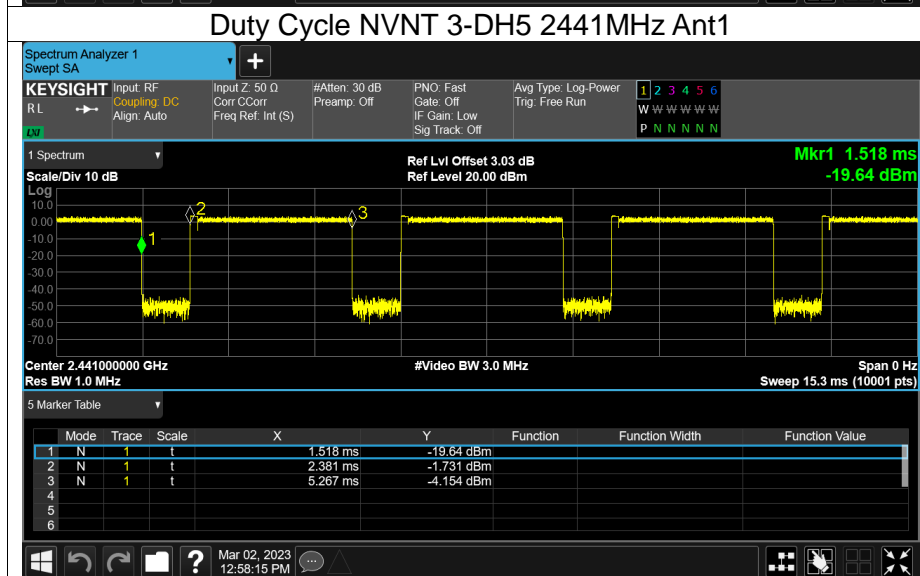 Duty Cycle NVNT 3-DH5 2441MHz Ant1
Spectrum Analyzer 1
Swept SA
+
KEYSIGHT Input: RF Input Z: 50 Ω #Atten: 30 dB PNO: Fast Avg Type: Log-Power 1 2 3 4 5 6
RL Coupling: DC Corr CCorr Preamp: Off Gate: Off Trig: Free Run W W W W W W
Align: Auto Freq Ref: Int (S) IF Gain: Low
LXI Sig Track: Off P N N N N N
1 Spectrum Ref Lvl Offset 3.03 dB Mkr1 1.518 ms
Scale/Div 10 dB Ref Level 20.00 dBm -19.64 dBm
Log
10.0
0.00
-10.0
-20.0
-30.0
-40.0
-50.0
-60.0
-70.0
1
2
3
Center 2.441000000 GHz #Video BW 3.0 MHz Span 0 Hz
Res BW 1.0 MHz Sweep 15.3 ms (10001 pts)
5 Marker Table
Mode Trace Scale X Y Function Function Width Function Value
1 N 1 t 1.518 ms -19.64 dBm
2 N 1 t 2.381 ms -1.731 dBm
3 N 1 t 5.267 ms -4.154 dBm
4
5
6
? Mar 02, 2023
12:58:15 PM